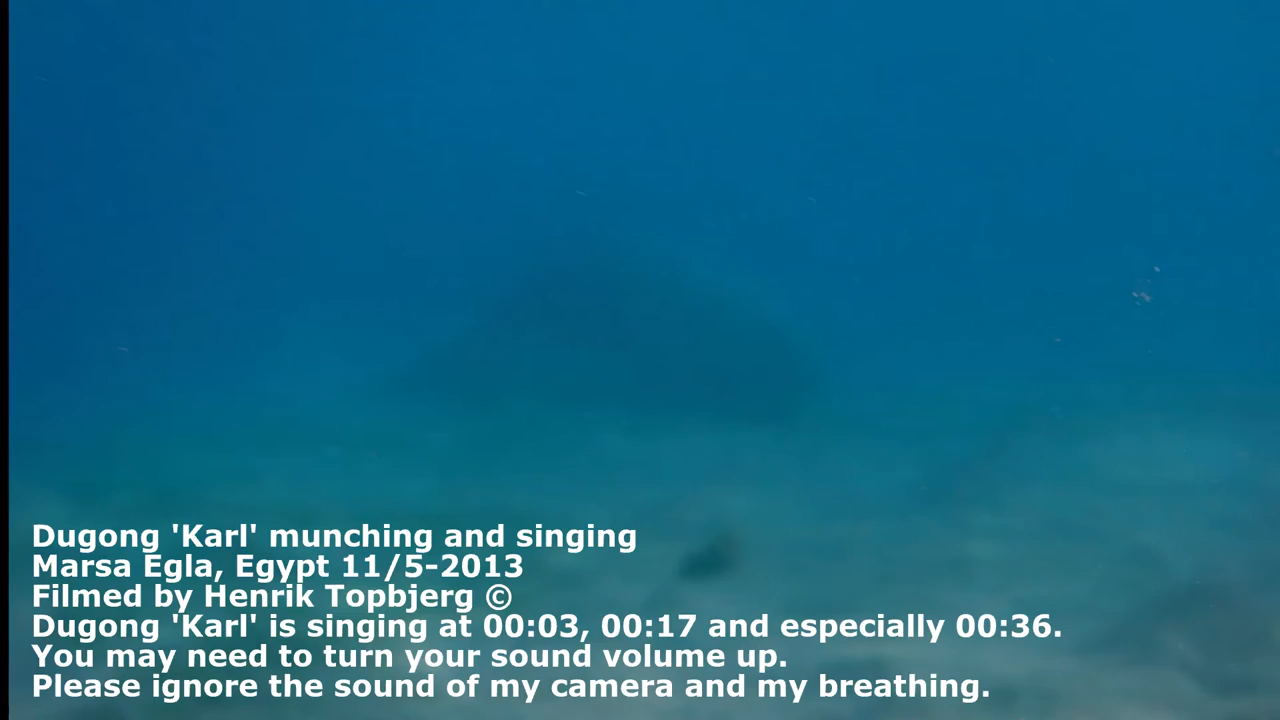 Dugong 'Karl' munching and singing
Marsa Egla, Egypt 11/5-2013
Filmed by Henrik Topbjerg ©
Dugong 'Karl' is singing at 00:03, 00:17 and especially 00:36.
You may need to turn your sound volume up.
Please ignore the sound of my camera and my breathing.